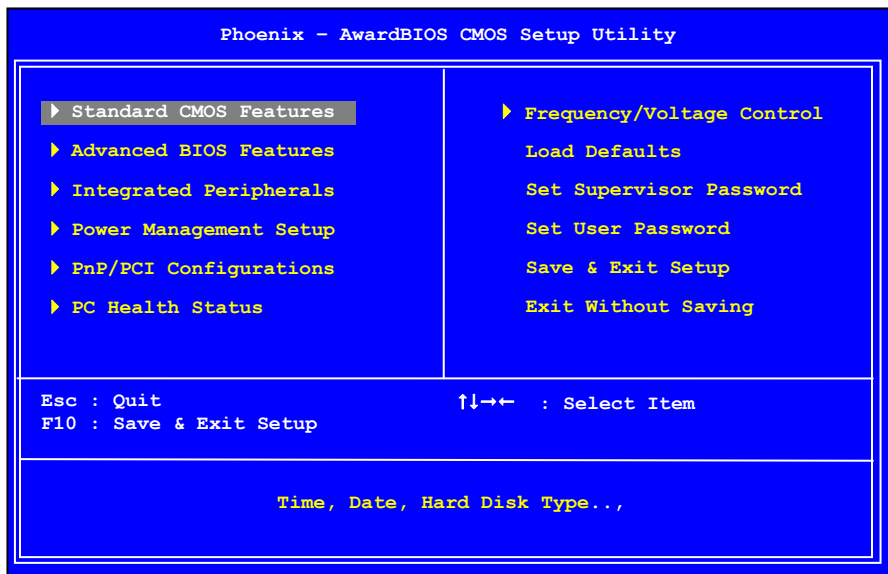 Phoenix – AwardBIOS CMOS Setup Utility
Standard CMOS Features
Advanced BIOS Features
Integrated Peripherals
Power Management Setup
PnP/PCI Configurations
PC Health Status
Frequency/Voltage Control
Load Defaults
Set Supervisor Password
Set User Password
Save & Exit Setup
Exit Without Saving
Esc : Quit
F10 : Save & Exit Setup
↑↓→← : Select Item
Time, Date, Hard Disk Type..,